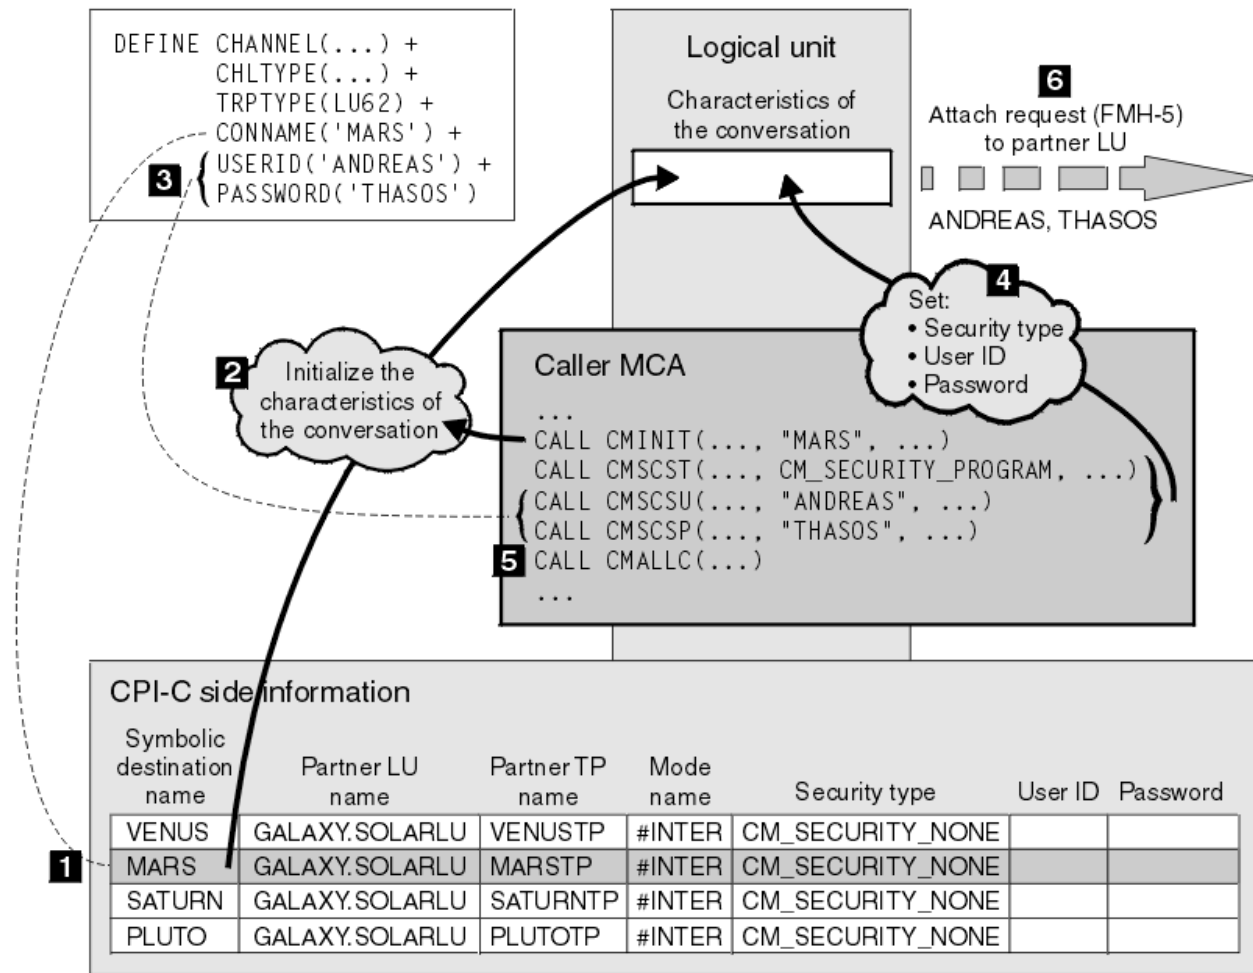 DEFINE CHANNEL(...) +
CHLTYPE(...) +
TRPTYPE(LU62) +
CONNAME('MARS') +
USERID('ANDREAS') +
PASSWORD('THASOS')
3
Logical unit
Characteristics of
the conversation
6
Attach request (FMH-5)
to partner LU
ANDREAS, THASOS
4
Set:
• Security type
• User ID
• Password
2
Initialize the
characteristics of
the conversation
Caller MCA
...
CALL CMINIT(..., "MARS", ...)
CALL CMSCST(..., CM_SECURITY_PROGRAM, ...)
CALL CMSCSU(..., "ANDREAS", ...)
CALL CMSCSP(..., "THASOS", ...)
5
CALL CMALLC(...)
...
CPI-C side information
Symbolic
destination
name
Partner LU
name
Partner TP
name
Mode
name
Security type
User ID
Password
VENUS GALAXY.SOLARLU VENUSTP #INTER CM_SECURITY_NONE
1
MARS GALAXY.SOLARLU MARSTP #INTER CM_SECURITY_NONE
SATURN GALAXY.SOLARLU SATURNTP #INTER CM_SECURITY_NONE
PLUTO GALAXY.SOLARLU PLUTOTP #INTER CM_SECURITY_NONE